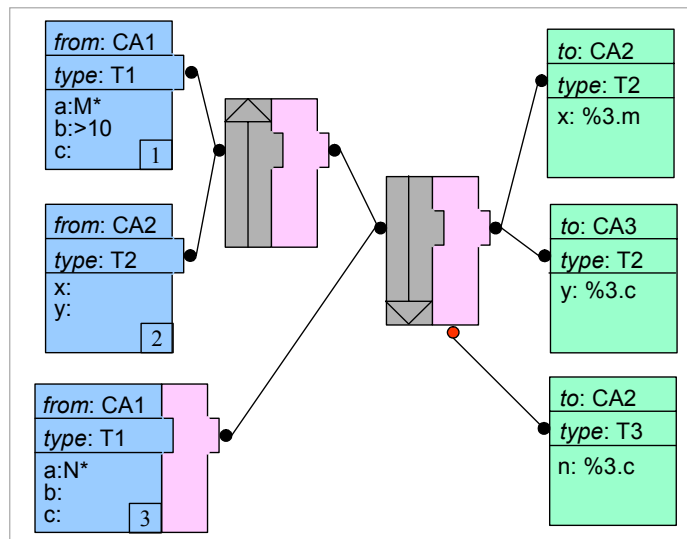 from: CA1
type: T1
a:M*
b:>10
c:
1
from: CA2
type: T2
x:
y:
2
from: CA1
type: T1
a:N*
b:
c:
3
to: CA2
type: T2
x: %3.m
to: CA3
type: T2
y: %3.c
to: CA2
type: T3
n: %3.c